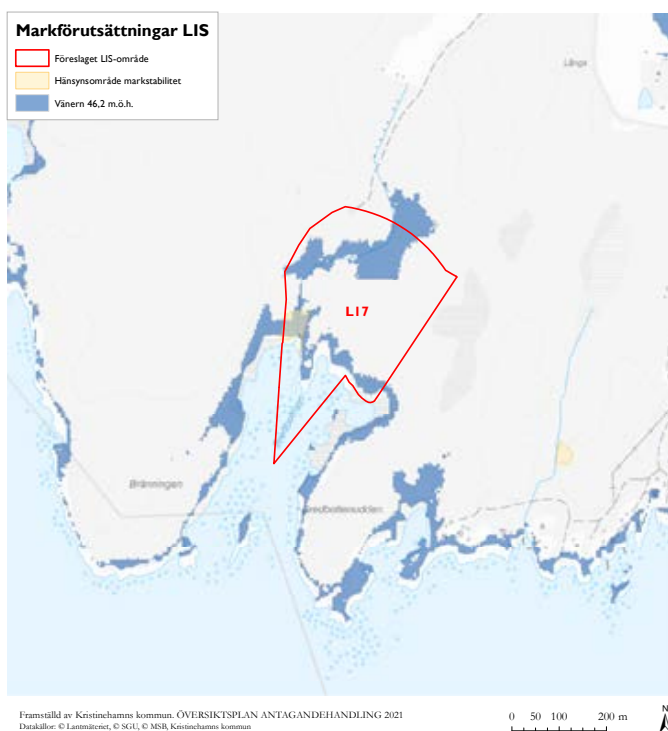 Markförutsättningar LIS
Föreslaget LIS-område
Hänsynsområde markstabilitet
Vänern 46,2 m.ö.h.
Långa
L17
Bränningen
Bredbottenudden
Framställd av Kristinehamns kommun. ÖVERSIKTSPLAN ANTAGANDEHANDLING 2021
Datakällor: © Lantmäteriet, © SGU, © MSB, Kristinehamns kommun
0 50 100 200 m
N